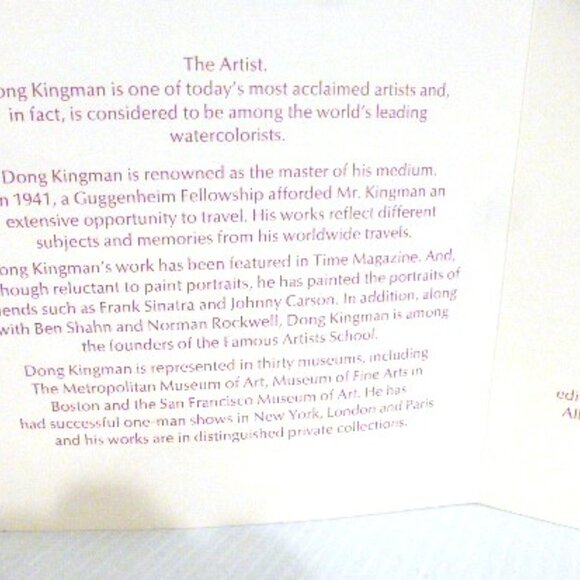 The Artist.
ong Kingman is one of today's most acclaimed artists and,
in fact, is considered to be among the world's leading
watercolorists.
Dong Kingman is renowned as the master of his medium.
n 1941, a Guggenheim Fellowship afforded Mr. Kingman an
extensive opportunity to travel. His works reflect different
subjects and memories from his worldwide travels.
ong Kingman's work has been featured in Time Magazine. And,
hough reluctant to paint portraits, he has painted the portraits of
iends such as Frank Sinatra and Johnny Carson. In addition, along
with Ben Shahn and Norman Rockwell, Dong Kingman is among
the founders of the Famous Artists School.
Dong Kingman is represented in thirty museums, including
The Metropolitan Museum of Art, Museum of Fine Arts in
Boston and the San Francisco Museum of Art. He has
had successful one-man shows in New York, London and Paris
and his works are in distinguished private collections.
edi
Al